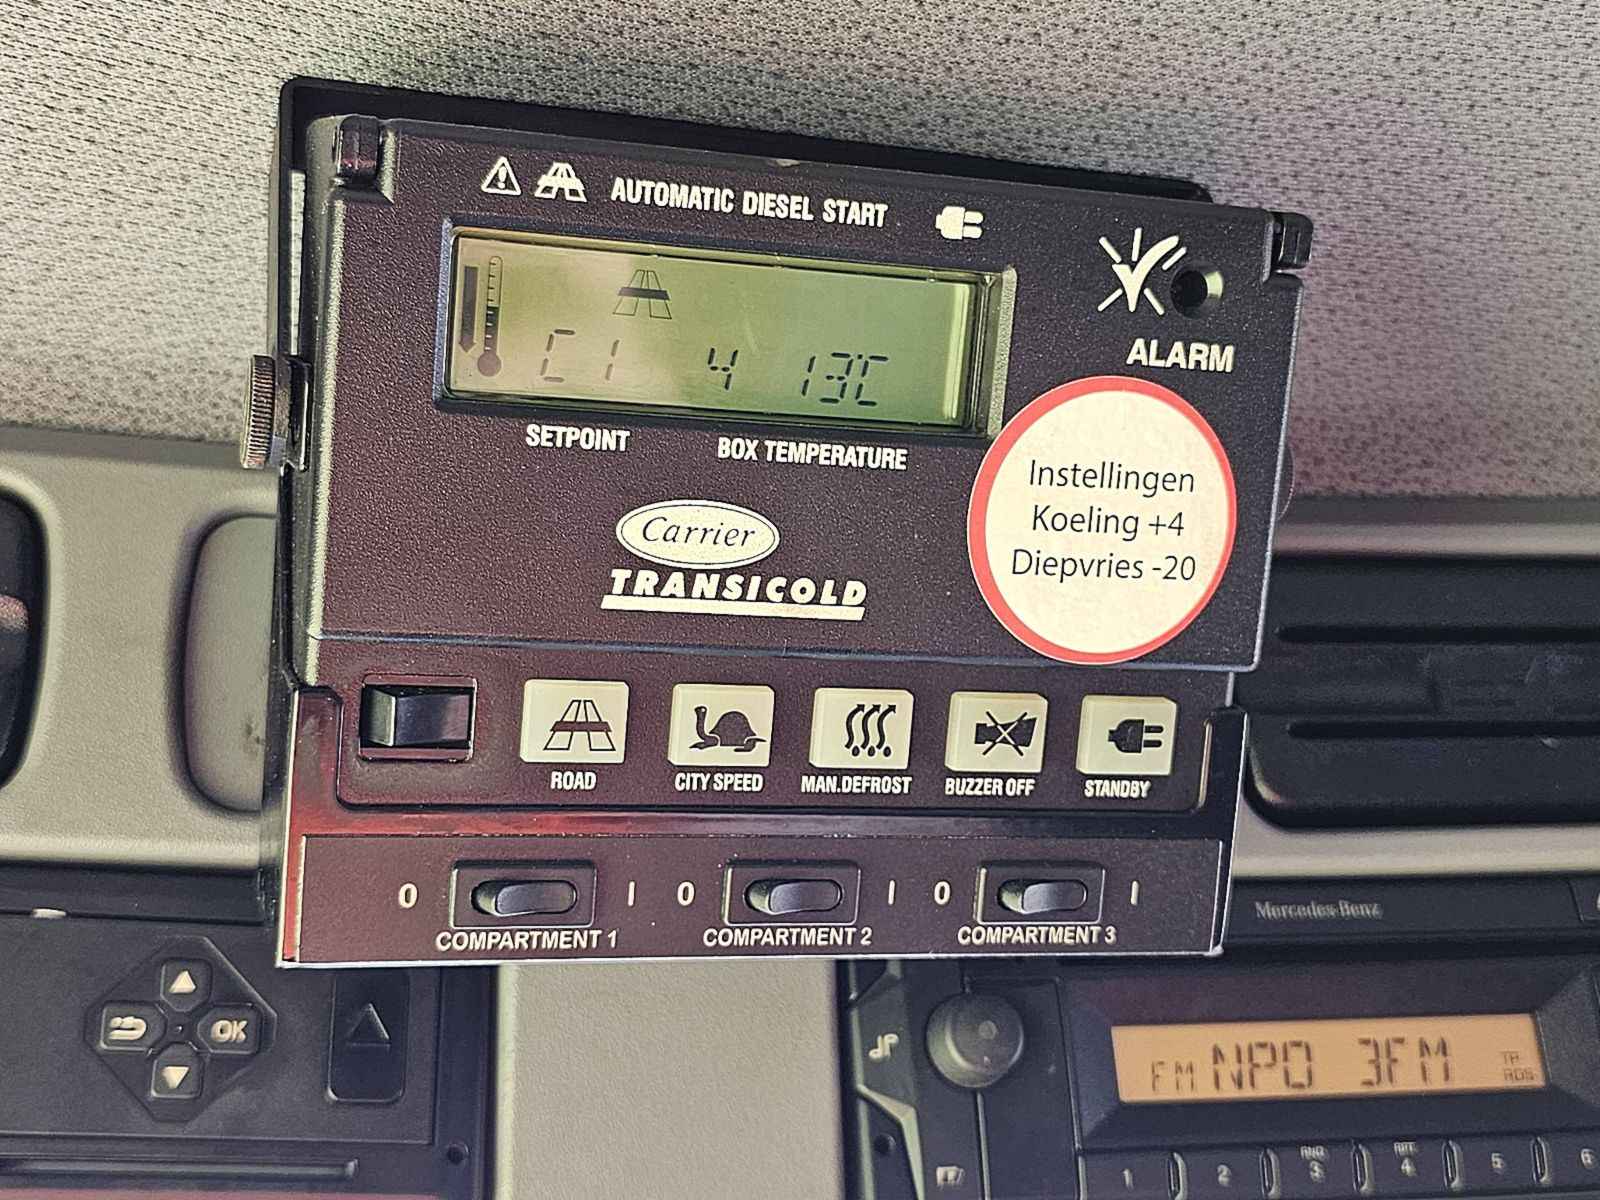 AUTOMATIC DIESEL START
C1 4 13°C
ALARM
SETPOINT
BOX TEMPERATURE
Instellingen
Koeling +4
Diepvries -20
Carrier
TRANSICOLD
ROAD
CITY SPEED
MAN.DEFROST
BUZZER OFF
STANDBY
0 I
COMPARTMENT 1
0 I
COMPARTMENT 2
0 I
COMPARTMENT 3
Mercedes-Benz
OK
FM NPO 3FM
TP
RDS
1 2 3 4 5 6